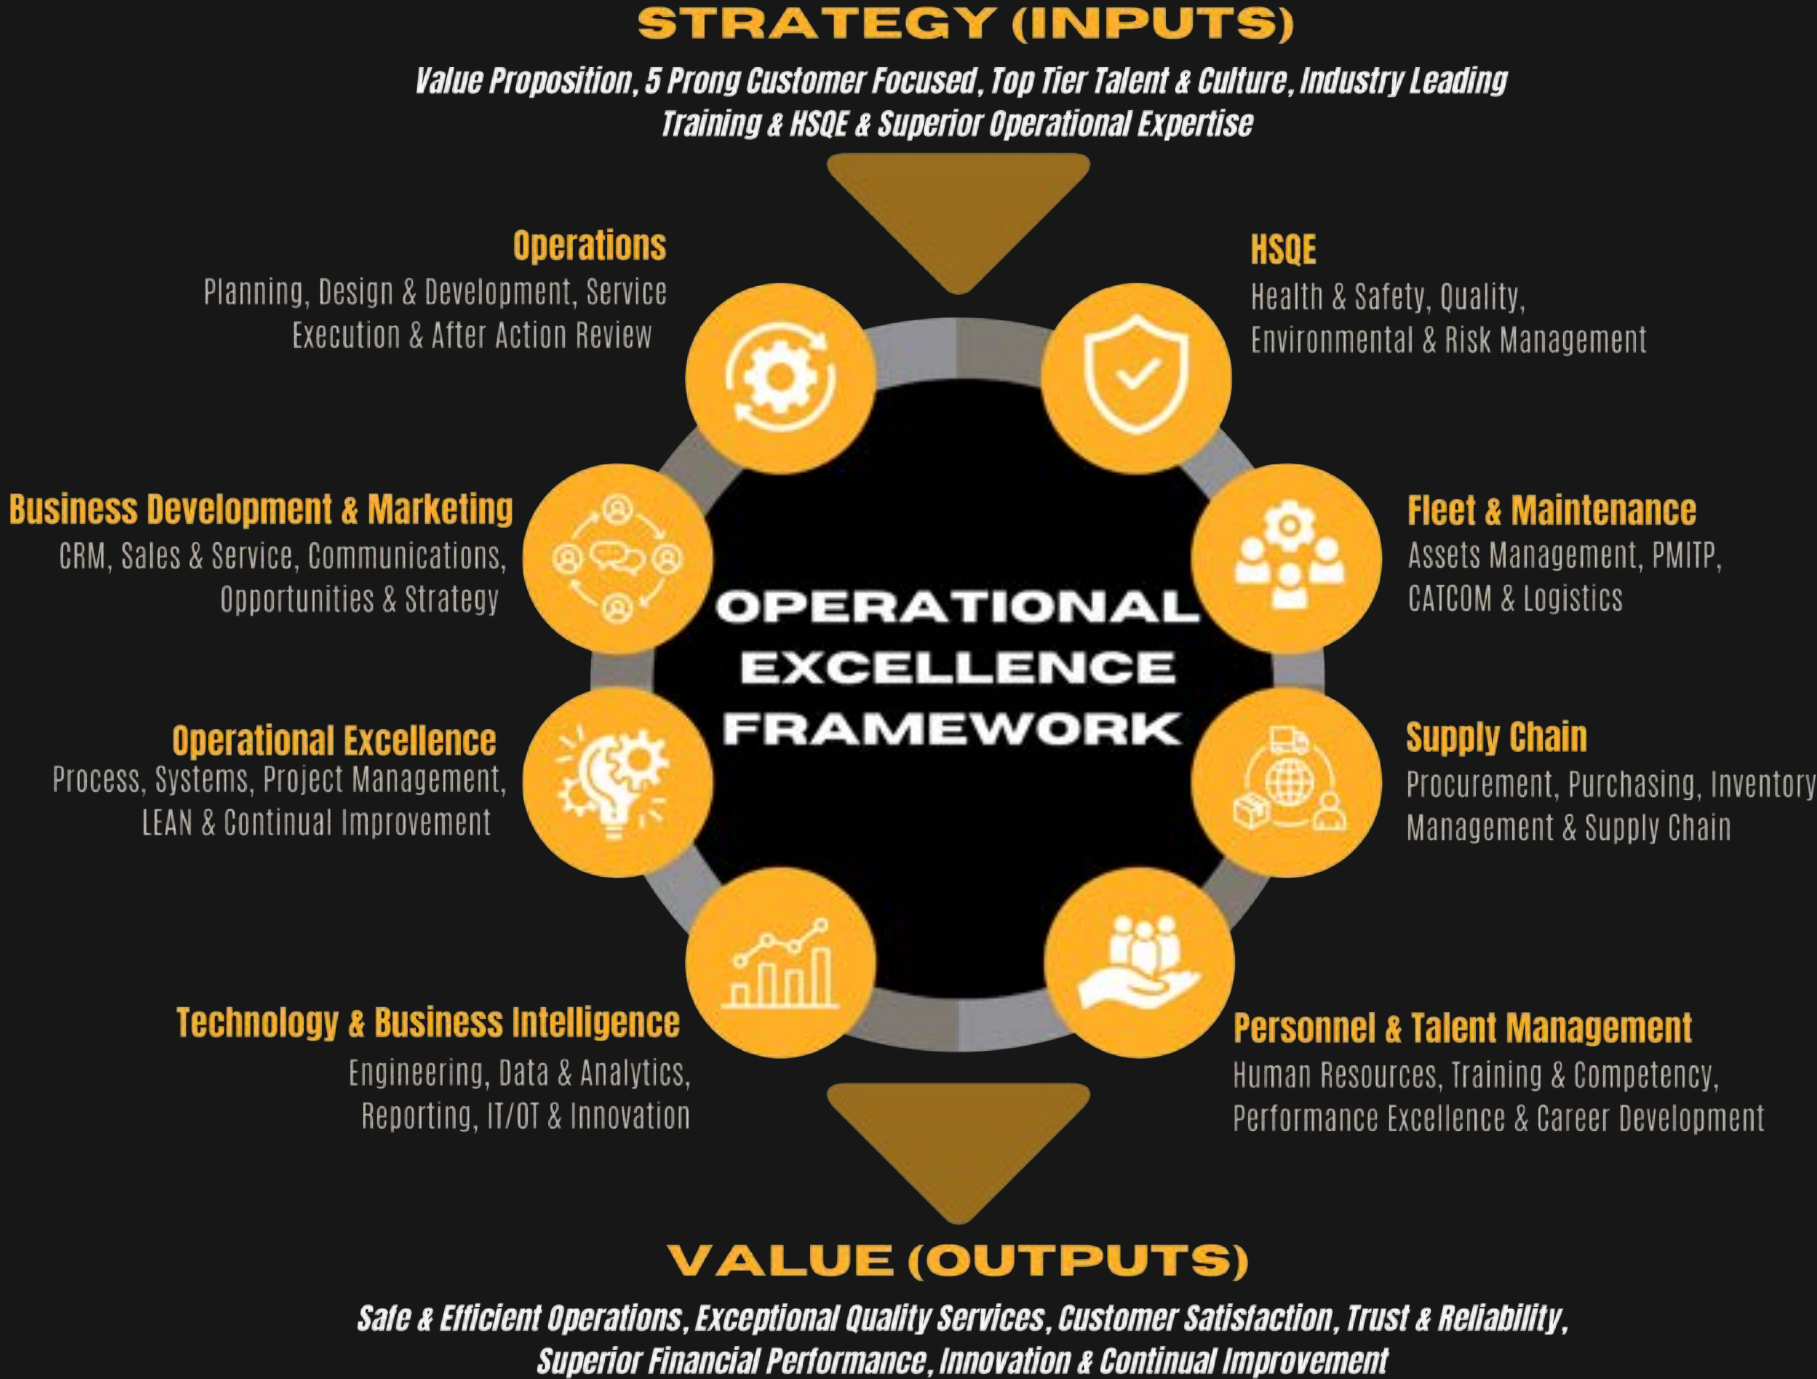 STRATEGY (INPUTS)
Value Proposition, 5 Prong Customer Focused, Top Tier Talent & Culture, Industry Leading
Training & HSQE & Superior Operational Expertise
Operations
Planning, Design & Development, Service
Execution & After Action Review
HSQE
Health & Safety, Quality,
Environmental & Risk Management
Business Development & Marketing
CRM, Sales & Service, Communications,
Opportunities & Strategy
Fleet & Maintenance
Assets Management, PMITP,
CATCOM & Logistics
OPERATIONAL
EXCELLENCE
FRAMEWORK
Operational Excellence
Process, Systems, Project Management,
LEAN & Continual Improvement
Supply Chain
Procurement, Purchasing, Inventory
Management & Supply Chain
Technology & Business Intelligence
Engineering, Data & Analytics,
Reporting, IT/OT & Innovation
Personnel & Talent Management
Human Resources, Training & Competency,
Performance Excellence & Career Development
VALUE (OUTPUTS)
Safe & Efficient Operations, Exceptional Quality Services, Customer Satisfaction, Trust & Reliability,
Superior Financial Performance, Innovation & Continual Improvement